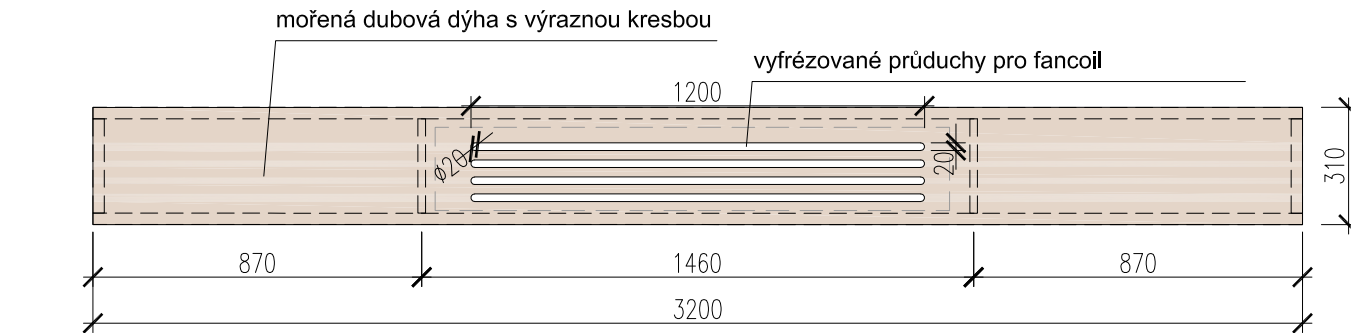 mořená dubová dýha s výraznou kresbou
vyfrézované průduchy pro fancoil
1200
ø20
20
310
870
1460
870
3200